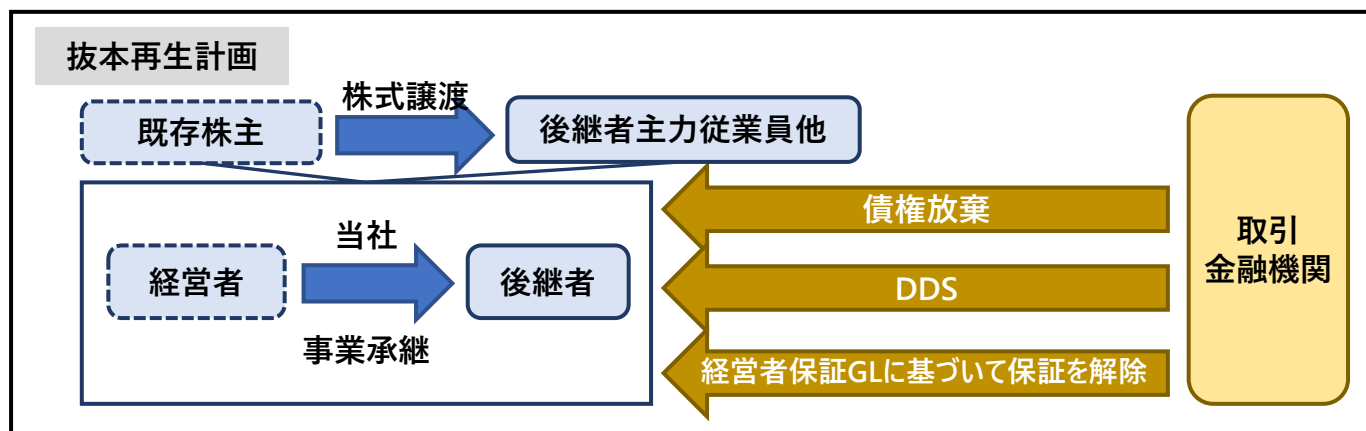 抜本再生計画
株式譲渡
既存株主
後継者主力従業員他
債権放棄
当社
経営者
後継者
事業承継
DDS
経営者保証GLに基づいて保証を解除
取引
金融機関